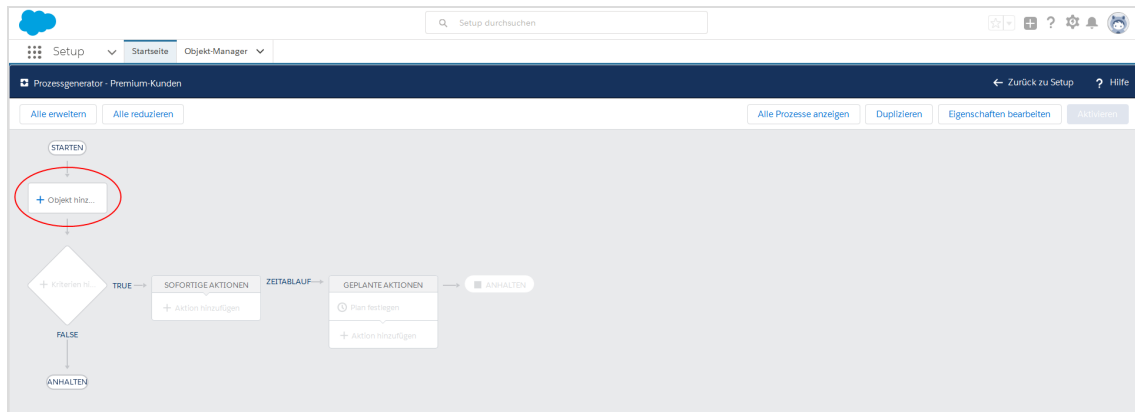 Setup durchsuchen
Setup
Startseite
Objekt-Manager
Prozessgenerator - Premium-Kunden
Zurück zu Setup
? Hilfe
Alle erweitern
Alle reduzieren
Alle Prozesse anzeigen
Duplizieren
Eigenschaften bearbeiten
Aktivieren
STARTEN
+ Objekt hinz...
+ Kriterien N...
TRUE
SOFORTIGE AKTIONEN
ZEITABLAUF
GEPLANTE AKTIONEN
ANHALTEN
+ Aktion hinzufügen
Plan festlegen
+ Aktion hinzufügen
FALSE
ANHALTEN